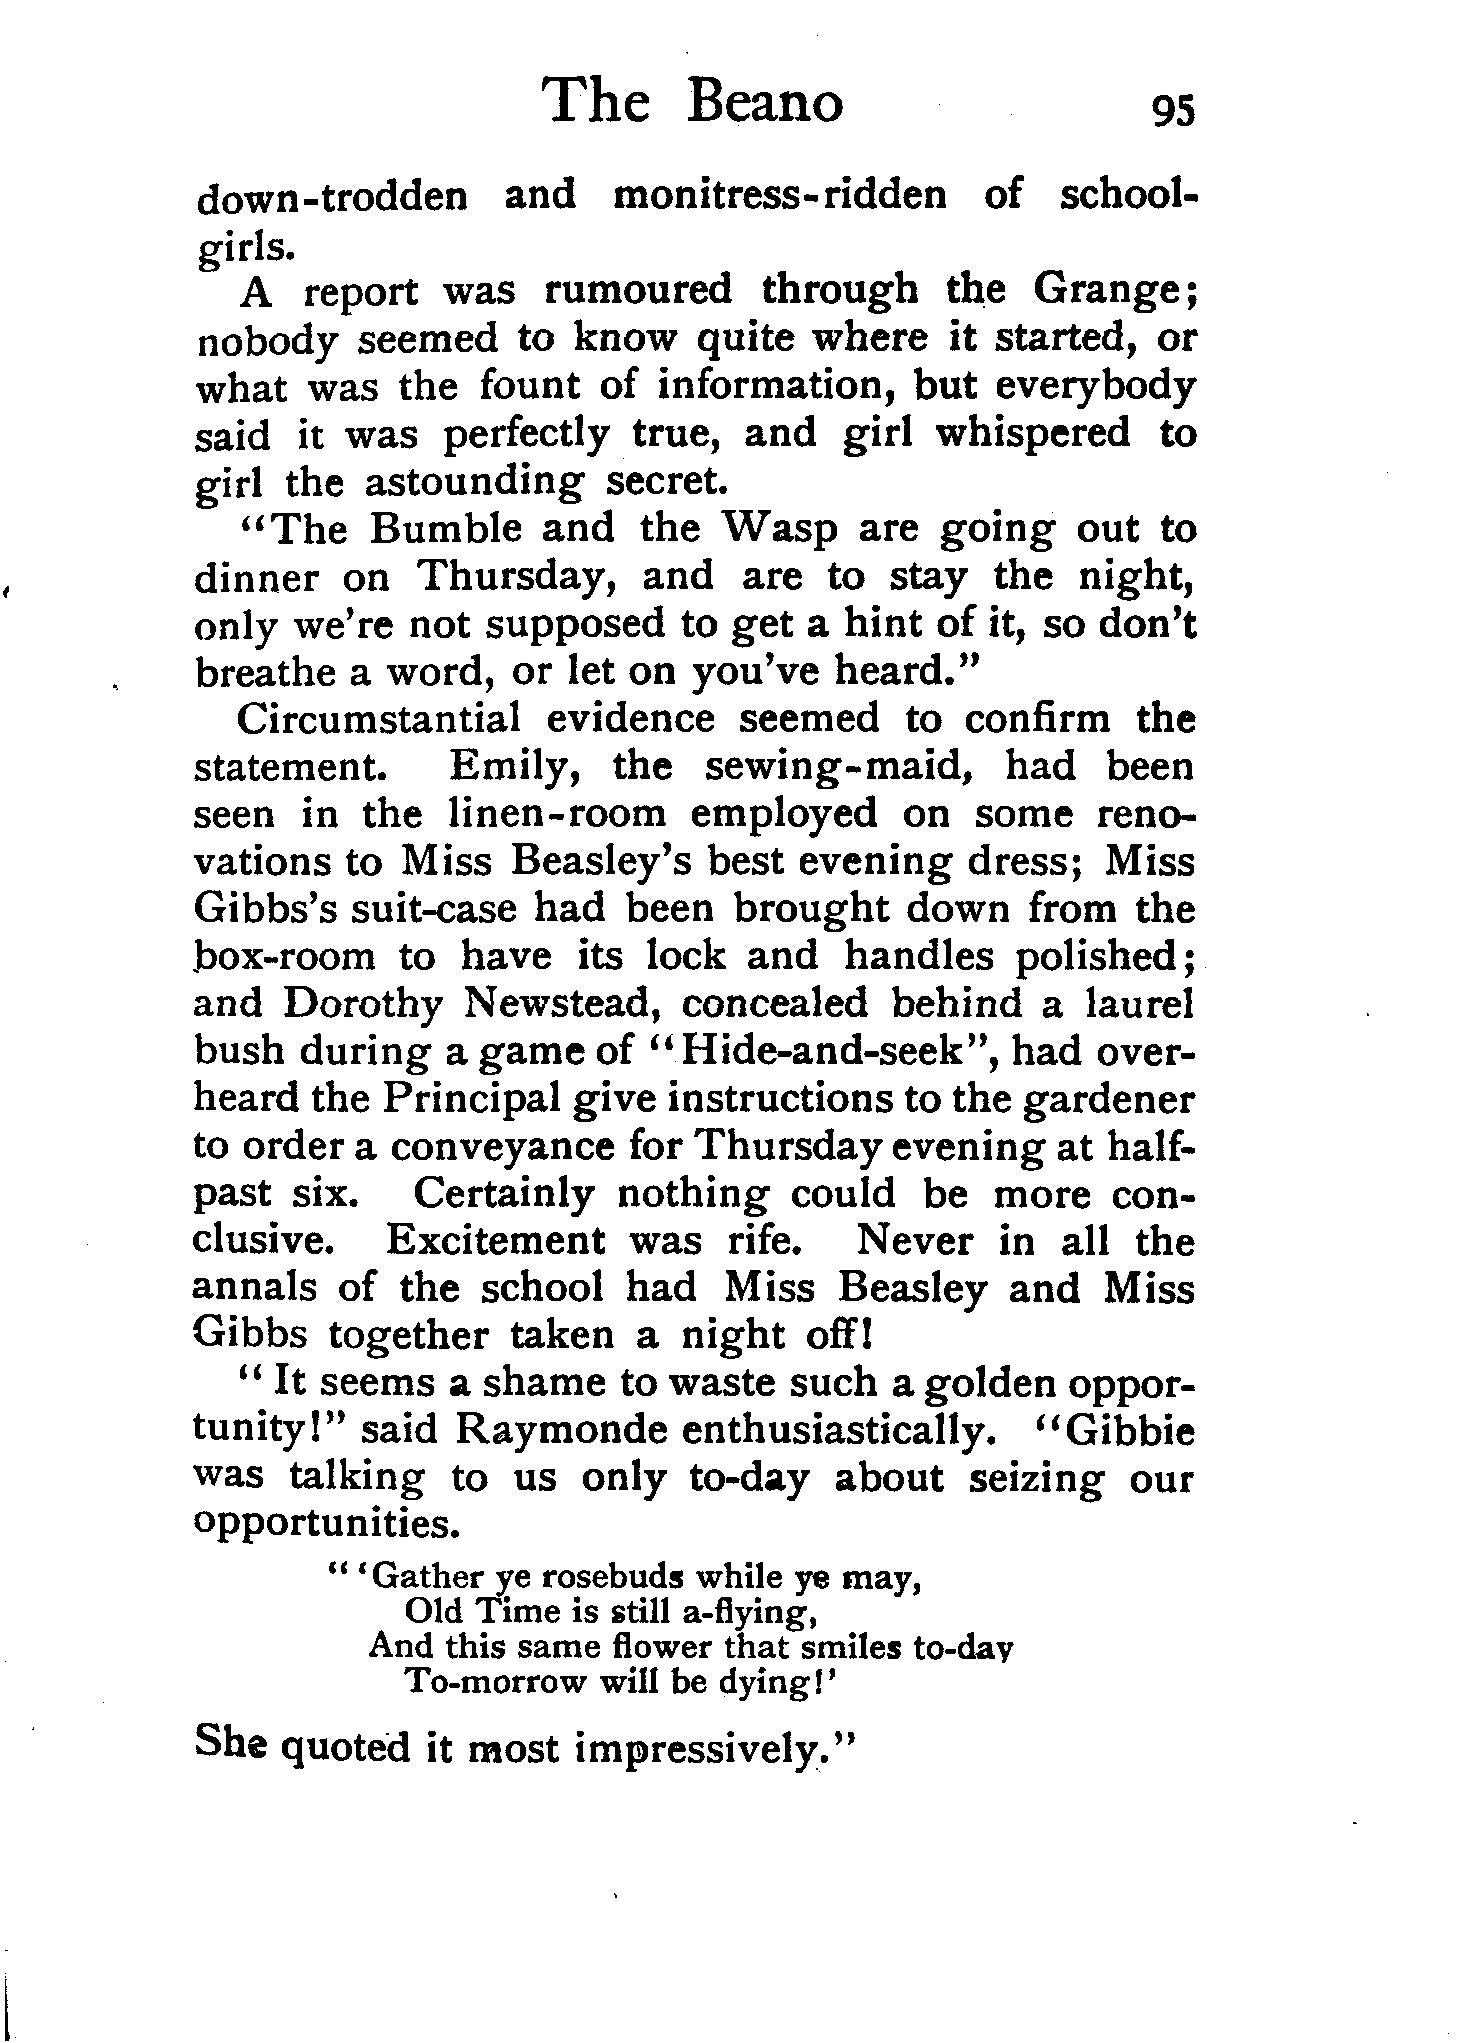 The Beano 95
down-trodden and monitress-ridden of school-
girls.
A report was rumoured through the Grange;
nobody seemed to know quite where it started, or
what was the fount of information, but everybody
said it was perfectly true, and girl whispered to
girl the astounding secret.
"The Bumble and the Wasp are going out to
dinner on Thursday, and are to stay the night,
only we're not supposed to get a hint of it, so don't
breathe a word, or let on you've heard."
Circumstantial evidence seemed to confirm the
statement. Emily, the sewing-maid, had been
seen in the linen-room employed on some reno-
vations to Miss Beasley's best evening dress; Miss
Gibbs's suit-case had been brought down from the
box-room to have its lock and handles polished;
and Dorothy Newstead, concealed behind a laurel
bush during a game of "Hide-and-seek", had over-
heard the Principal give instructions to the gardener
to order a conveyance for Thursday evening at half-
past six. Certainly nothing could be more con-
clusive. Excitement was rife. Never in all the
annals of the school had Miss Beasley and Miss
Gibbs together taken a night off!
"It seems a shame to waste such a golden oppor-
tunity!" said Raymonde enthusiastically. "Gibbie
was talking to us only to-day about seizing our
opportunities.
"'Gather ye rosebuds while ye may,
Old Time is still a-flying,
And this same flower that smiles to-day
To-morrow will be dying!'
She quoted it most impressively."